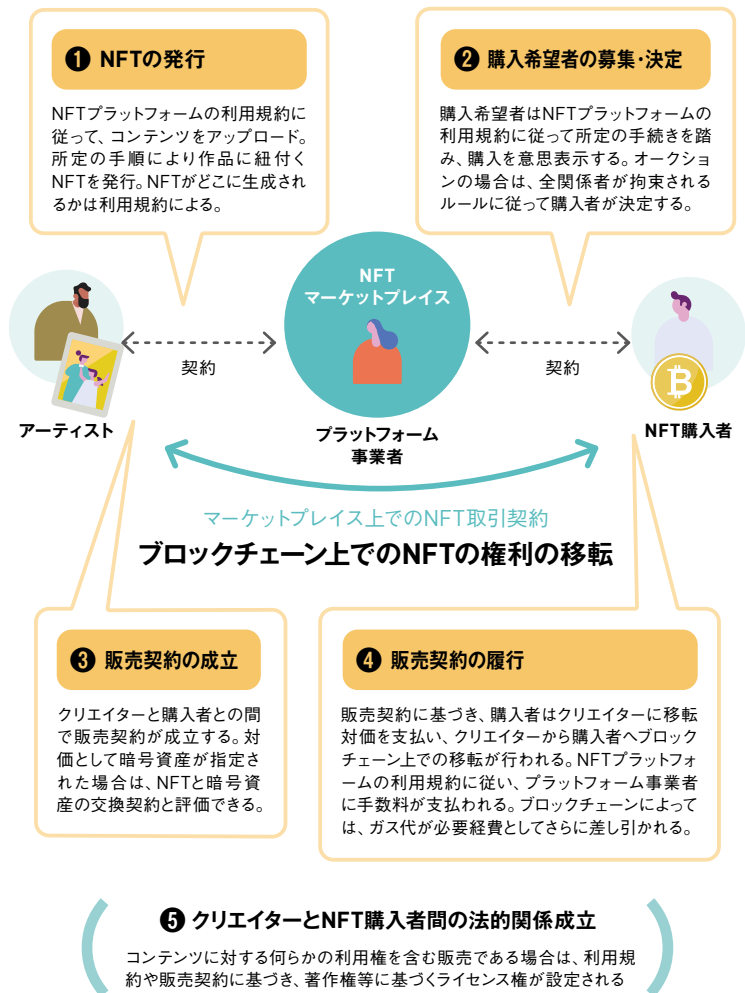 ❶ NFTの発行
NFTプラットフォームの利用規約に
従って、コンテンツをアップロード。
所定の手順により作品に紐付く
NFTを発行。NFTがどこに生成され
るかは利用規約による。
❷ 購入希望者の募集・決定
購入希望者はNFTプラットフォームの
利用規約に従って所定の手続きを踏
み、購入を意思表示する。オークショ
ンの場合は、全関係者が拘束される
ルールに従って購入者が決定する。
NFT
マーケットプレイス
契約
契約
アーティスト
プラットフォーム
事業者
NFT購入者
マーケットプレイス上でのNFT取引契約
ブロックチェーン上でのNFTの権利の移転
❸ 販売契約の成立
クリエイターと購入者との間
で販売契約が成立する。対
価として暗号資産が指定さ
れた場合は、NFTと暗号資
産の交換契約と評価できる。
❹ 販売契約の履行
販売契約に基づき、購入者はクリエイターに移転
対価を支払い、クリエイターから購入者へブロック
チェーン上での移転が行われる。NFTプラットフォ
ームの利用規約に従い、プラットフォーム事業者
に手数料が支払われる。ブロックチェーンによって
は、ガス代が必要経費としてさらに差し引かれる。
❺ クリエイターとNFT購入者間の法的関係成立
コンテンツに対する何らかの利用権を含む販売である場合は、利用規
約や販売契約に基づき、著作権等に基づくライセンス権が設定される